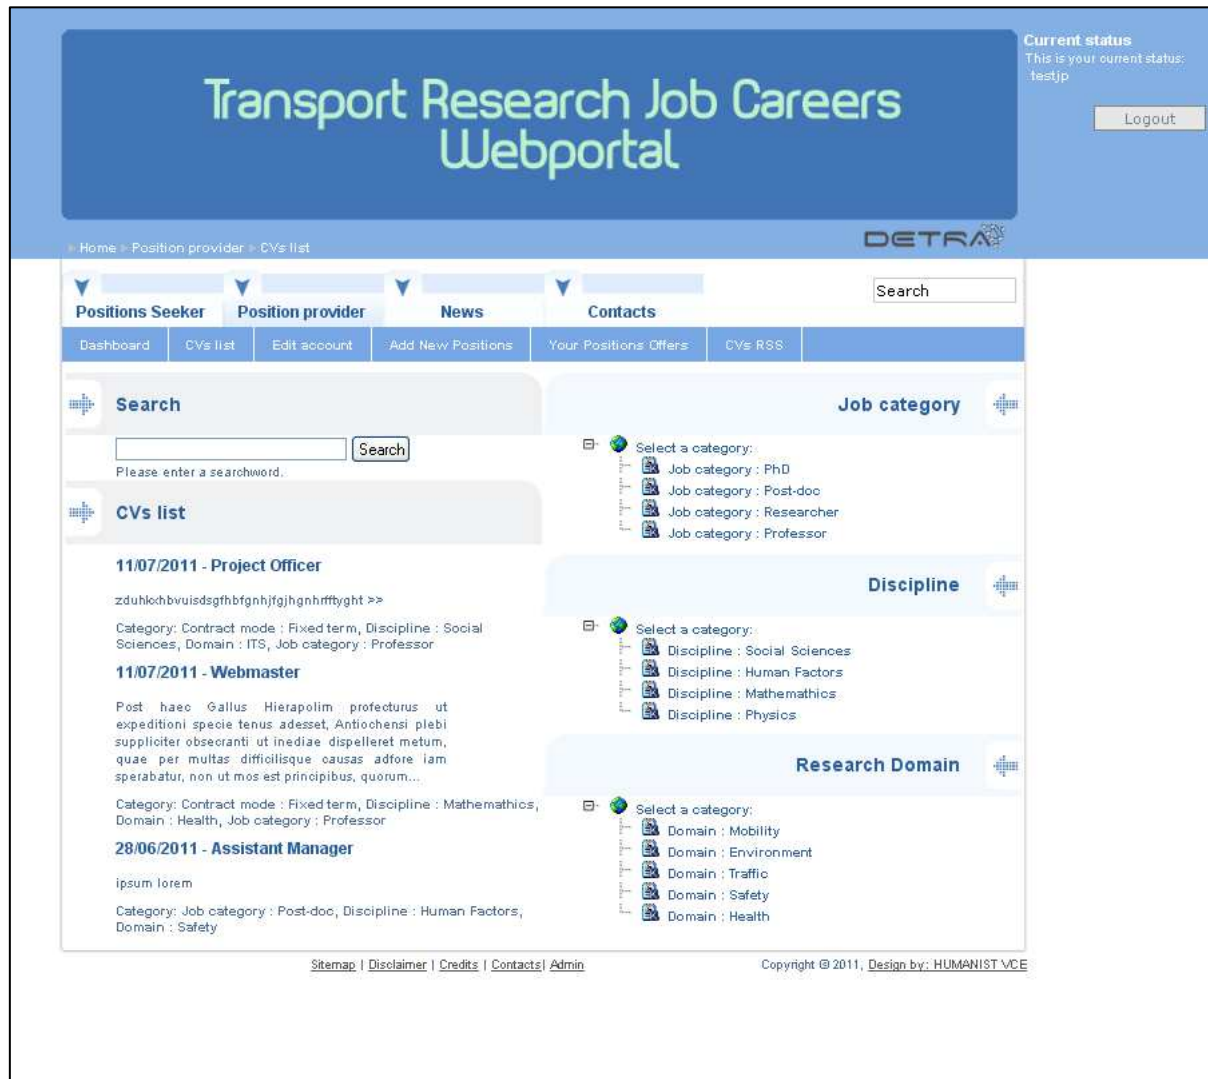 Transport Research Job Careers
Webportal
Current status
This is your current status:
testjp
Logout
Home Position provider CVs list
DETRA
Positions Seeker Position provider News Contacts
Search
Dashboard CVs list Edit account Add New Positions Your Positions Offers CVs RSS
Search
Search
Please enter a searchword.
CVs list
11/07/2011 - Project Officer
>>
Category: Contract mode : Fixed term, Discipline : Social
Sciences, Domain : ITS, Job category : Professor
11/07/2011 - Webmaster
Post haec Gallus Hierapolim profecturus ut
expeditioni specie tenus adesset, Antiochensi plebi
suppliciter obsecranti ut inediae dispelleret metum,
quae per multas difficilisque causas adfore iam
sperabatur, non ut mos est principibus, quorum...
Category: Contract mode : Fixed term, Discipline : Mathemathics,
Domain : Health, Job category : Professor
28/06/2011 - Assistant Manager
ipsum lorem
Category: Job category : Post-doc, Discipline : Human Factors,
Domain : Safety
Job category
Select a category:
Job category : PhD
Job category : Post-doc
Job category : Researcher
Job category : Professor
Discipline
Select a category:
Discipline : Social Sciences
Discipline : Human Factors
Discipline : Mathemathics
Discipline : Physics
Research Domain
Select a category:
Domain : Mobility
Domain : Environment
Domain : Traffic
Domain : Safety
Domain : Health
Sitemap | Disclaimer | Credits | Contacts| Admin
Copyright © 2011, Design by: HUMANIST VCE